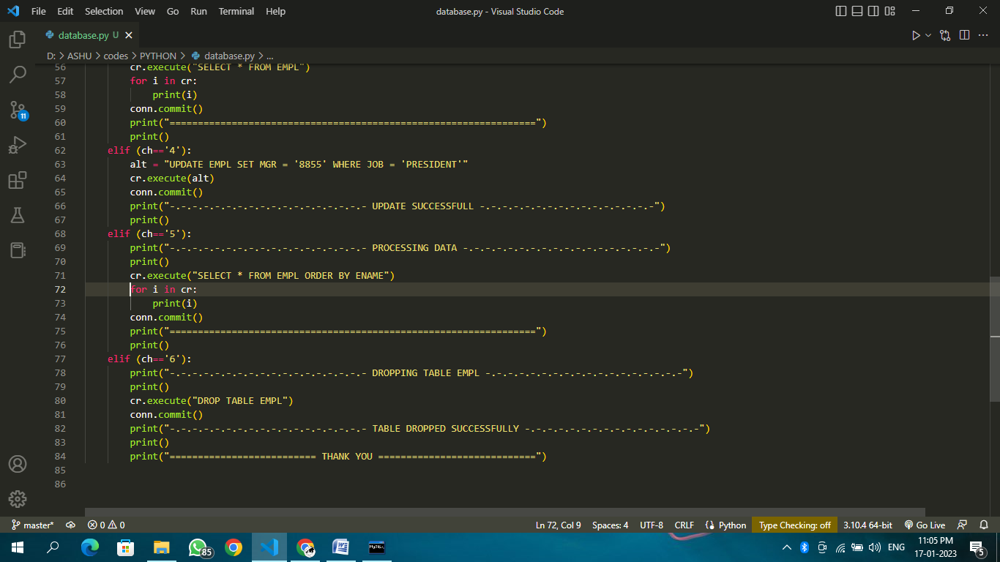 File Edit Selection View Go Run Terminal Help database.py - Visual Studio Code
database.py U
D: > ASHU > codes > PYTHON > database.py > ...
56 cr.execute("SELECT * FROM EMPL")
57 for i in cr:
58 print(i)
59 conn.commit()
60 print("=================================================================")
61 print()
62 elif (ch=='4'):
63 alt = "UPDATE EMPL SET MGR = '8855' WHERE JOB = 'PRESIDENT'"
64 cr.execute(alt)
65 conn.commit()
66 print("-.-.-.-.-.-.-.-.-.-.-.-.-.-.-.-.-.- UPDATE SUCCESSFULL -.-.-.-.-.-.-.-.-.-.-.-.-.-.-.-")
67 print()
68 elif (ch=='5'):
69 print("-.-.-.-.-.-.-.-.-.-.-.-.-.-.-.-.-.- PROCESSING DATA -.-.-.-.-.-.-.-.-.-.-.-.-.-.-.-.-.-")
70 print()
71 cr.execute("SELECT * FROM EMPL ORDER BY ENAME")
72 for i in cr:
73 print(i)
74 conn.commit()
75 print("=================================================================")
76 print()
77 elif (ch=='6'):
78 print("-.-.-.-.-.-.-.-.-.-.-.-.-.-.-.-.-.- DROPPING TABLE EMPL -.-.-.-.-.-.-.-.-.-.-.-.-.-.-.-.-.-")
79 print()
80 cr.execute("DROP TABLE EMPL")
81 conn.commit()
82 print("-.-.-.-.-.-.-.-.-.-.-.-.-.-.-.-.-.- TABLE DROPPED SUCCESSFULLY -.-.-.-.-.-.-.-.-.-.-.-.-.-.-.-")
83 print()
84 print("========================== THANK YOU ============================")
85
86
11
master* 0 0 Ln 72, Col 9 Spaces: 4 UTF-8 CRLF Python Type Checking: off 3.10.4 64-bit Go Live
85 MySQL ENG 11:05 PM
17-01-2023 5